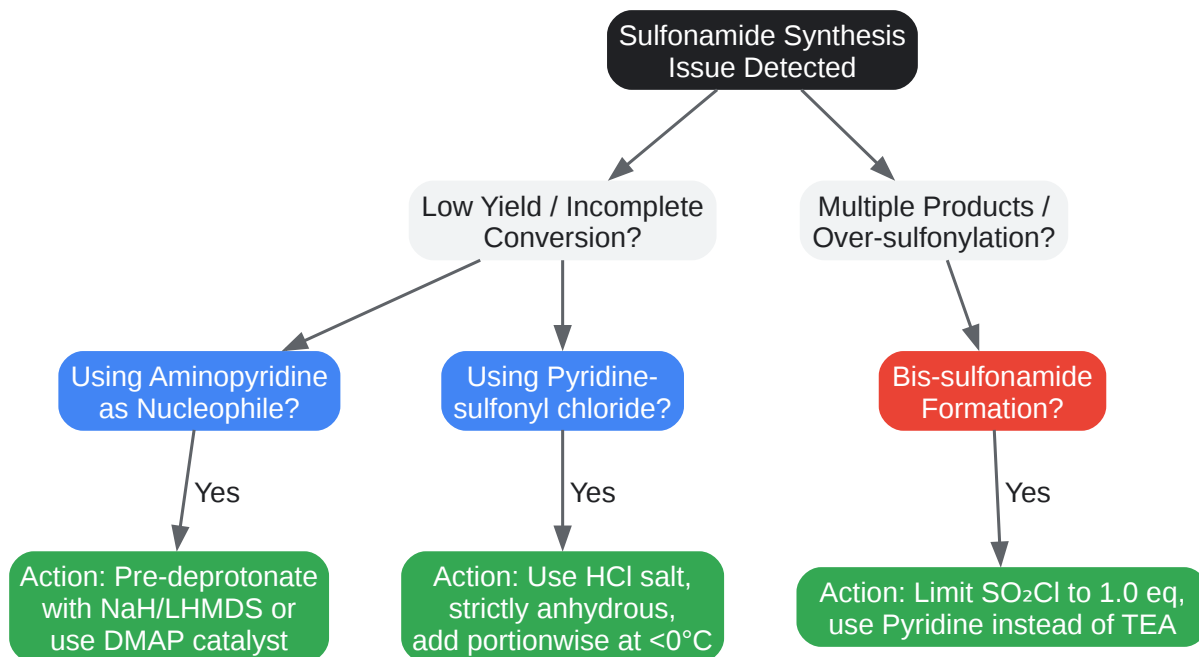 Sulfonamide Synthesis
Issue Detected
Low Yield / Incomplete
Conversion?
Multiple Products /
Over-sulfonylation?
Using Aminopyridine
as Nucleophile?
Using Pyridine-
sulfonyl chloride?
Bis-sulfonamide
Formation?
Yes
Yes
Yes
Action: Pre-deprotonate
with NaH/LHMDS or
use DMAP catalyst
Action: Use HCl salt,
strictly anhydrous,
add portionwise at <0°C
Action: Limit SO₂Cl to 1.0 eq,
use Pyridine instead of TEA